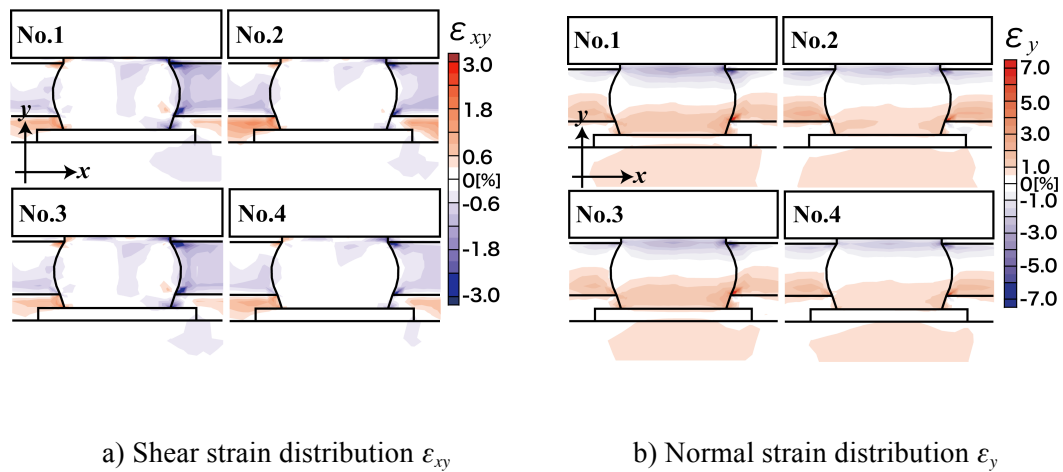 No.1
No.2
ε xy
3.0
1.8
0.6
0[%]
-0.6
-1.8
-3.0
y
x
No.3
No.4
No.1
No.2
ε y
7.0
5.0
3.0
1.0
0[%]
-1.0
-3.0
-5.0
-7.0
y
x
No.3
No.4
a) Shear strain distribution εxy
b) Normal strain distribution εy